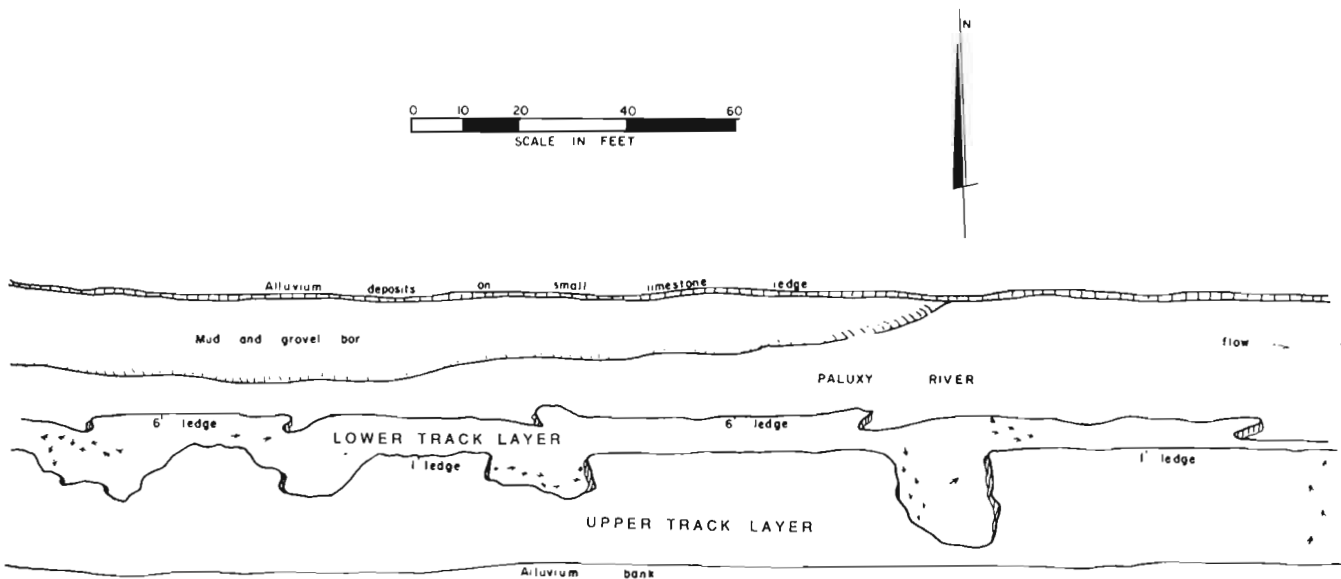 N
0 10 20 40 60
SCALE IN FEET
Alluvium deposits on small limestone ledge
Mud and grovel bor
flow
PALUXY RIVER
6' ledge
6' ledge
LOWER TRACK LAYER
1' ledge
1' ledge
UPPER TRACK LAYER
Alluvium bank